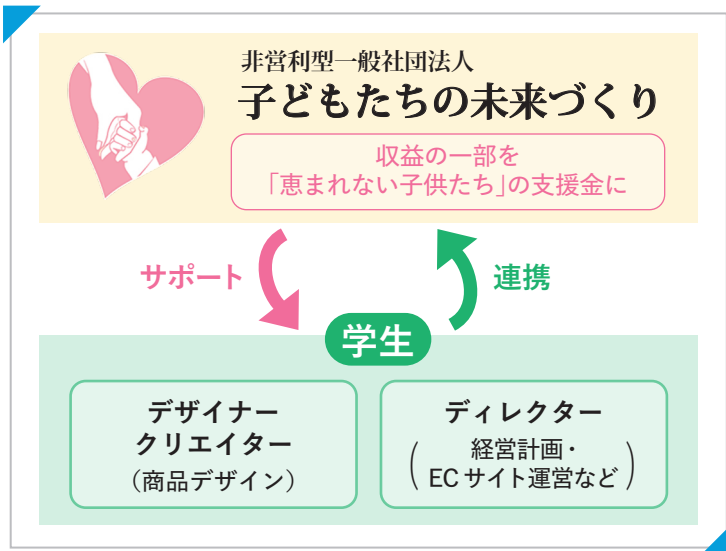 非営利型一般社団法人
子どもたちの未来づくり
収益の一部を
「恵まれない子供たち」の支援金に
サポート
連携
学生
デザイナー
クリエイター
（商品デザイン）
ディレクター
（経営計画・
ECサイト運営など）